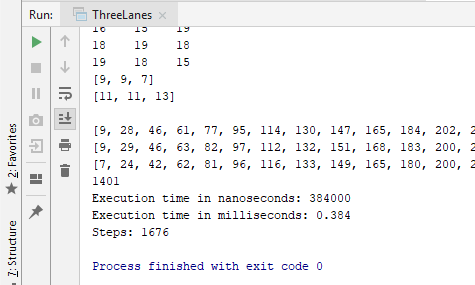 Run: ThreeLanes
16 15 19
18 19 18
19 18 15
[9, 9, 7]
[11, 11, 13]
[9, 28, 46, 61, 77, 95, 114, 130, 147, 165, 184, 202, 2
[9, 29, 46, 63, 82, 97, 112, 132, 151, 168, 183, 200, 2
[7, 24, 42, 62, 81, 96, 116, 133, 149, 165, 180, 200, 2
1401
Execution time in nanoseconds: 384000
Execution time in milliseconds: 0.384
Steps: 1676
Process finished with exit code 0
2: Favorites
7: Structure